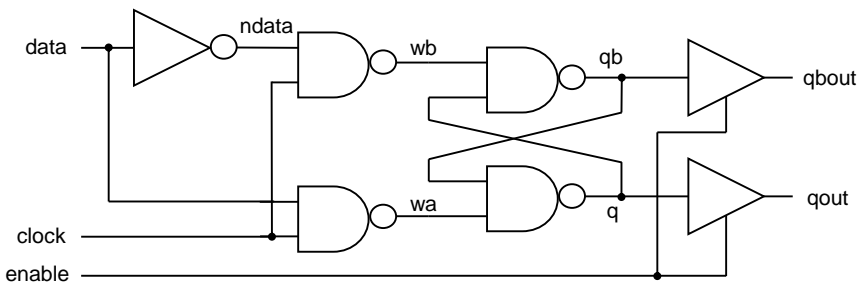 ndata
data
wb
qb
qbout
wa
q
qout
clock
enable